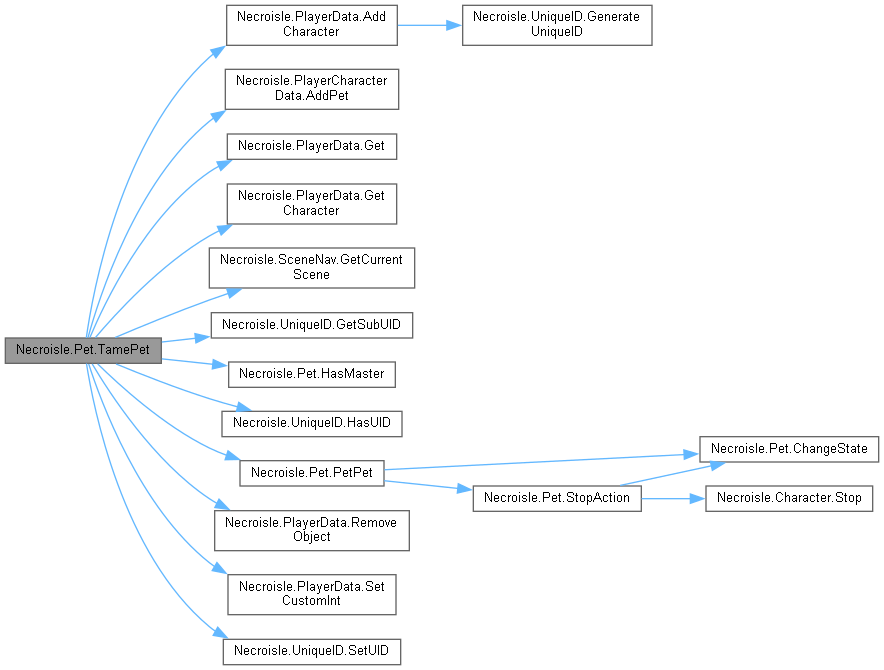 Necroisle.Pet.TamePet
Necroisle.PlayerData.Add
Character
Necroisle.UniqueID.Generate
UniqueID
Necroisle.PlayerCharacter
Data.AddPet
Necroisle.PlayerData.Get
Necroisle.PlayerData.Get
Character
Necroisle.SceneNav.GetCurrent
Scene
Necroisle.UniqueID.GetSubUID
Necroisle.Pet.HasMaster
Necroisle.UniqueID.HasUID
Necroisle.Pet.PetPet
Necroisle.Pet.ChangeState
Necroisle.Pet.StopAction
Necroisle.Character.Stop
Necroisle.PlayerData.Remove
Object
Necroisle.PlayerData.Set
CustomInt
Necroisle.UniqueID.SetUID